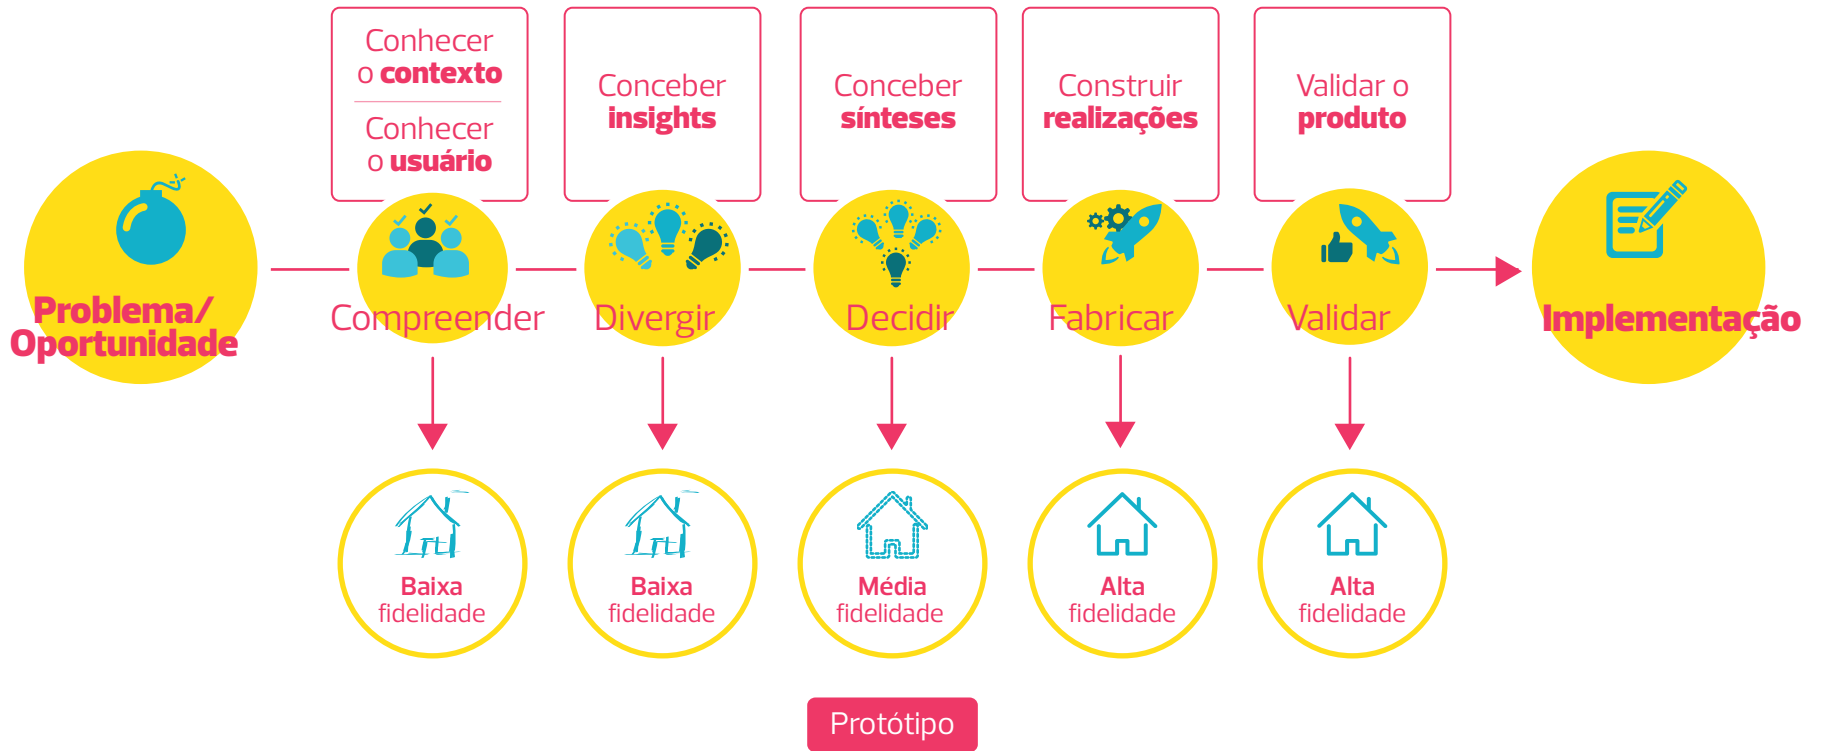 Conhecer
o contexto
Conhecer
o usuário
Conceber
insights
Conceber
sínteses
Construir
realizações
Validar o
produto
Problema/
Oportunidade
Compreender
Divergir
Decidir
Fabricar
Validar
Implementação
Baixa
fidelidade
Baixa
fidelidade
Média
fidelidade
Alta
fidelidade
Alta
fidelidade
Protótipo